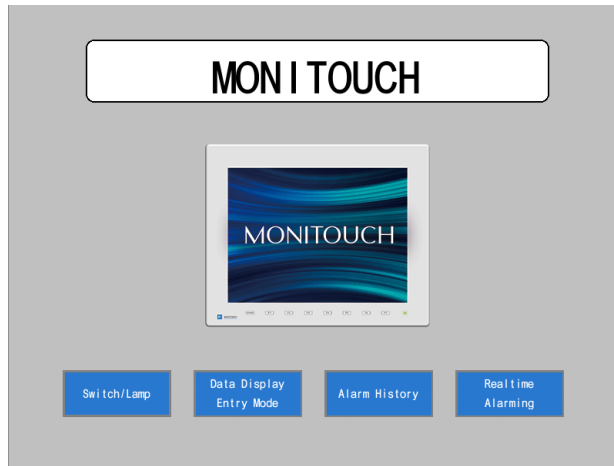 MONITOUCH
MONITOUCH
Switch/Lamp
Data Display
Entry Mode
Alarm History
Realtime
Alarming